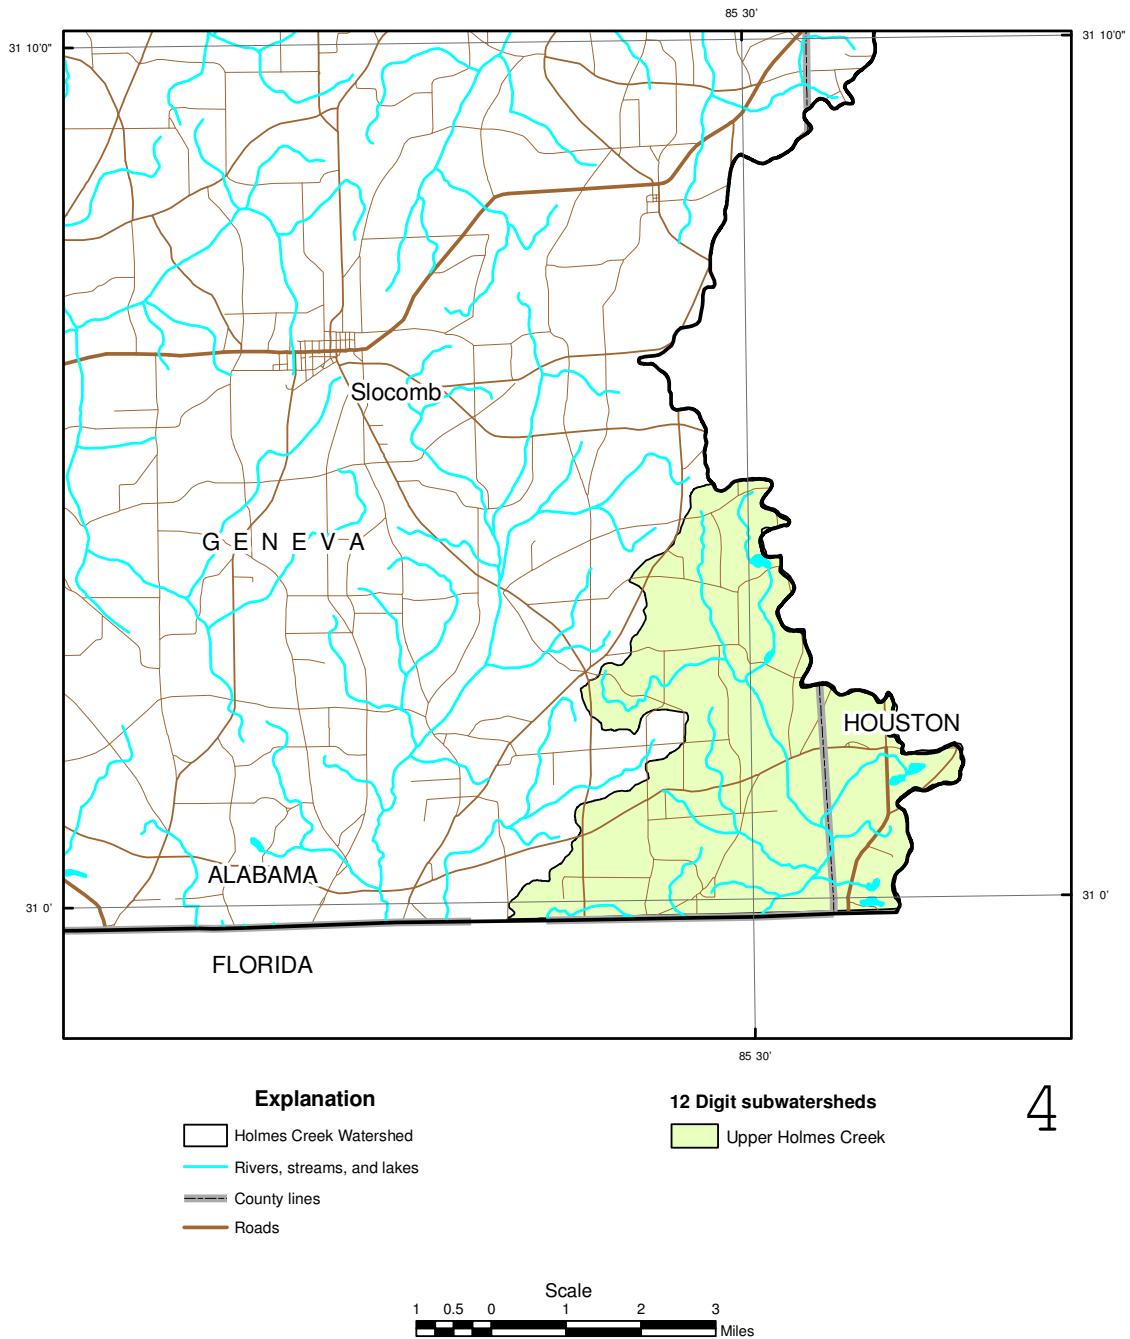 85 30'
31 10'0"
31 10'0"
Slocomb
G E N E V A
HOUSTON
ALABAMA
31 0'
31 0'
FLORIDA
85 30'
Explanation
Holmes Creek Watershed
Rivers, streams, and lakes
County lines
Roads
12 Digit subwatersheds
Upper Holmes Creek
4
Scale
1 0.5 0 1 2 3
Miles